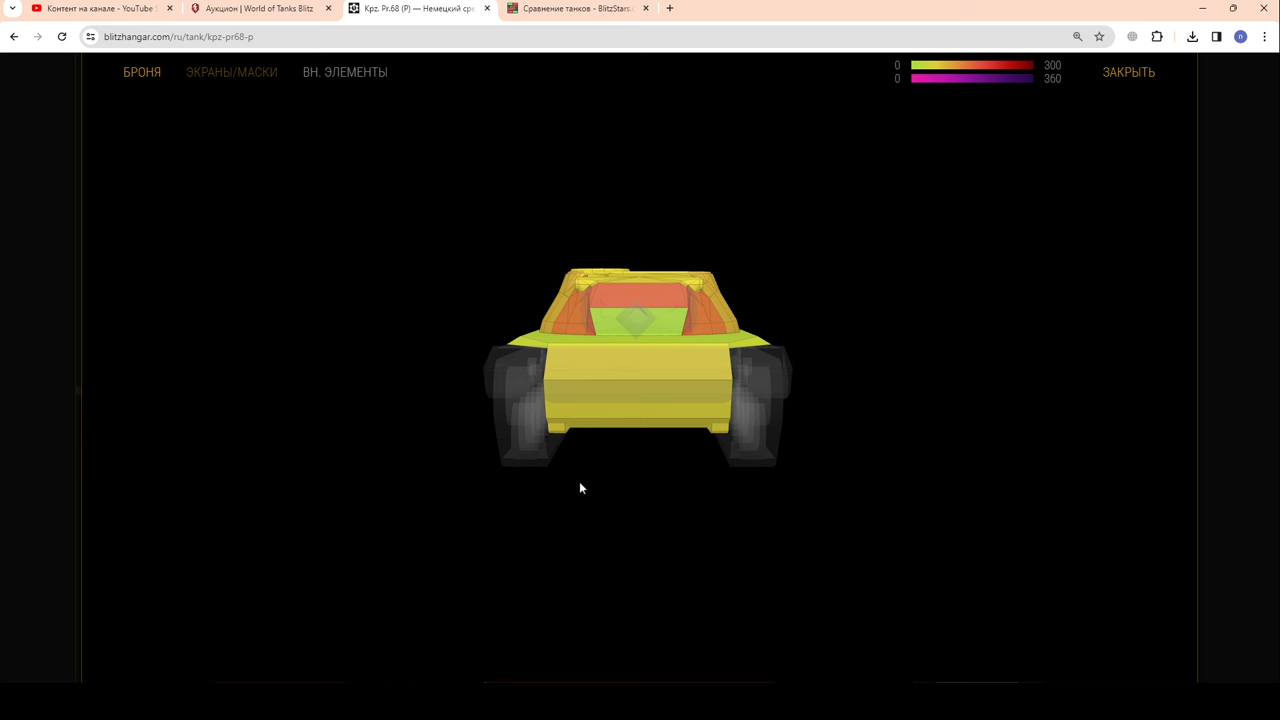 Контент на канале - YouTube S
Аукцион | World of Tanks Blitz
Kpz. Pr.68 (P) — Немецкий сре
Сравнение танков - BlitzStars.c
blitzhangar.com/ru/tank/kpz-pr68-p
n
БРОНЯ ЭКРАНЫ/МАСКИ ВН. ЭЛЕМЕНТЫ
0 300
0 360
ЗАКРЫТЬ